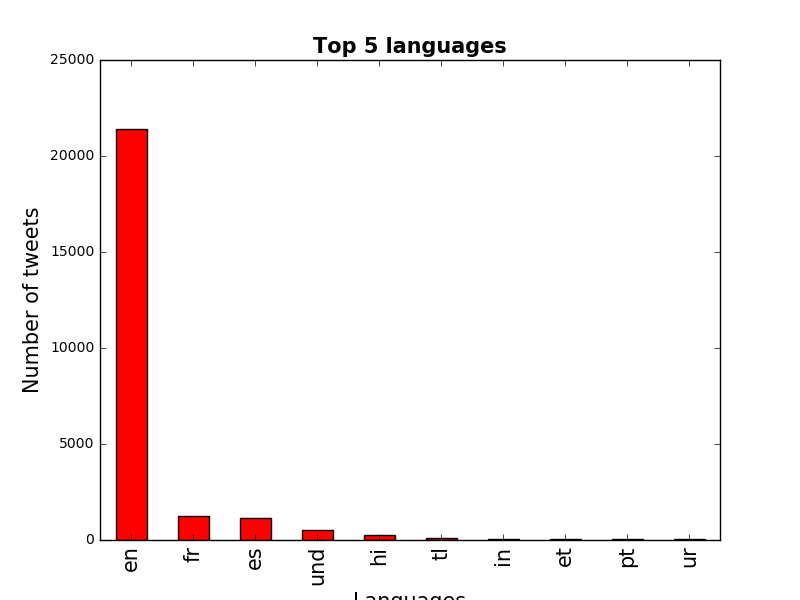 Top 5 languages
25000
20000
15000
10000
5000
0
Number of tweets
en fr es und hi tl in et pt ur
Languages